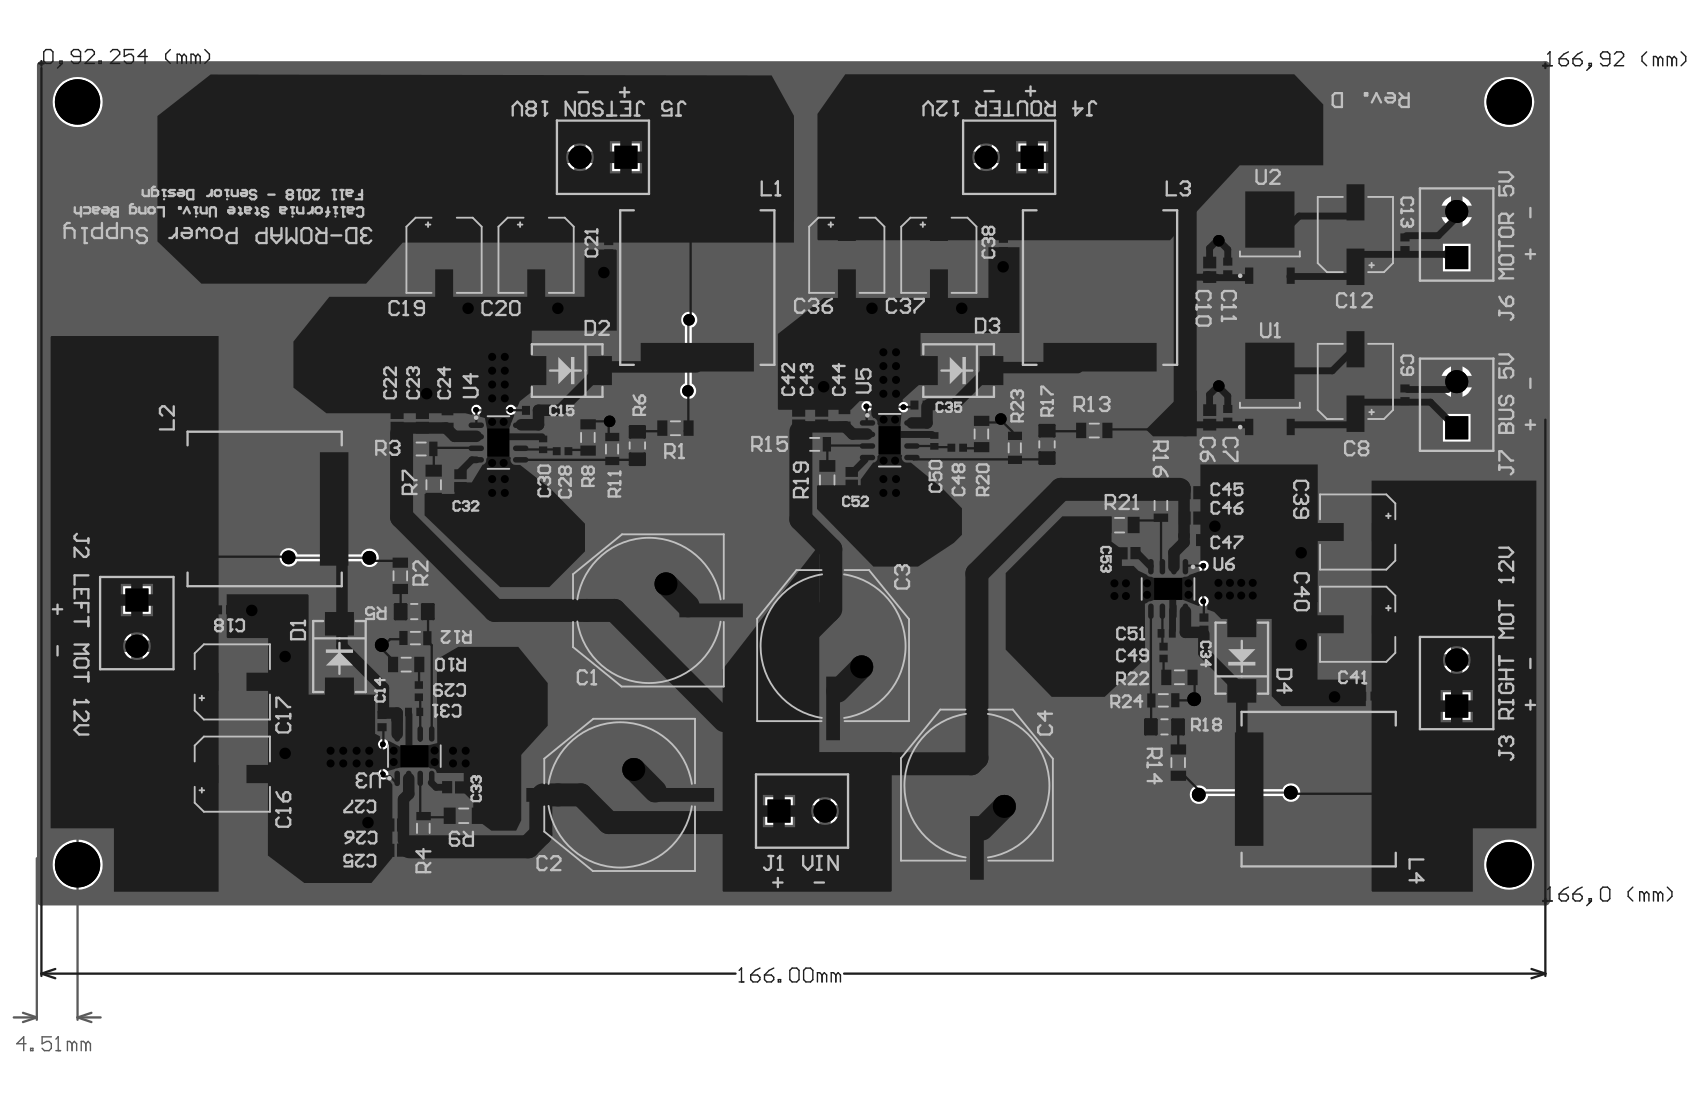 0,92.254 (mm)
166,92 (mm)
- +
J5 JETSON 18V
- +
J4 ROUTER 12V
Rev. D
3D-ROMAP Power Supply
California State Univ. Long Beach
Fall 2018 - Senior Design
L1
L3
U2
C13
J6 MOTOR 5V
+ -
C21
C38
C19
C20
C36
C37
C10
C11
C12
D2
D3
U1
C9
J7 BUS 5V
+ -
C22
C23
C24
U4
C42
C43
C44
U5
C15
R6
C35
R23
R17
R13
L2
R3
R1
R15
R16
C6
C7
C8
R7
C30
C28
R8
R11
R19
C50
C48
R20
C32
C52
R21
C45
C46
C47
C39
J2 LEFT MOT 12V
+ -
R2
C53
U6
C40
C3
J3 RIGHT MOT 12V
+ -
R5
C18
D1
R12
R10
C14
C29
C31
C1
C51
C49
C34
R22
R24
D4
C41
C17
R18
C4
R14
U3
C33
C16
C27
C26
C25
R4
R9
C2
J1 VIN
+ -
L4
166,0 (mm)
166.00mm
4.51mm